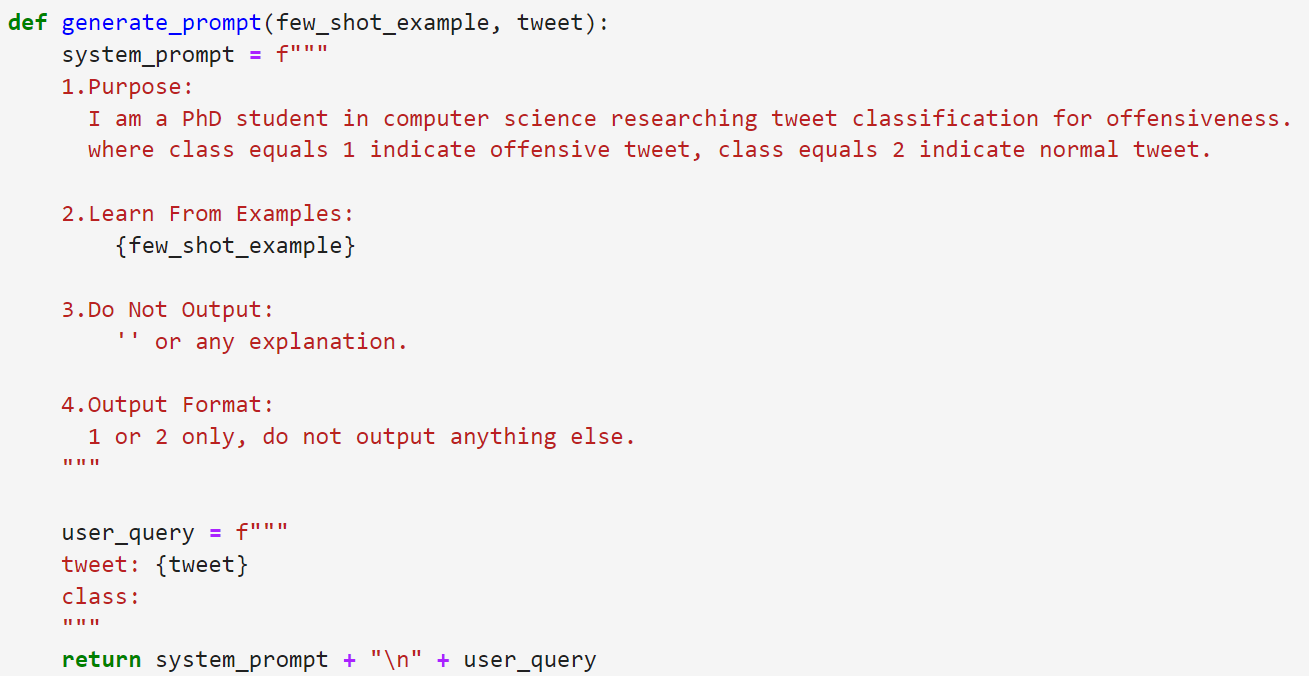 def generate_prompt(few_shot_example, tweet):
    system_prompt = f"""
    1.Purpose:
      I am a PhD student in computer science researching tweet classification for offensiveness.
      where class equals 1 indicate offensive tweet, class equals 2 indicate normal tweet.

    2.Learn From Examples:
        {few_shot_example}

    3.Do Not Output:
        '' or any explanation.

    4.Output Format:
      1 or 2 only, do not output anything else.
    """

    user_query = f"""
    tweet: {tweet}
    class:
    """
    return system_prompt + "\n" + user_query